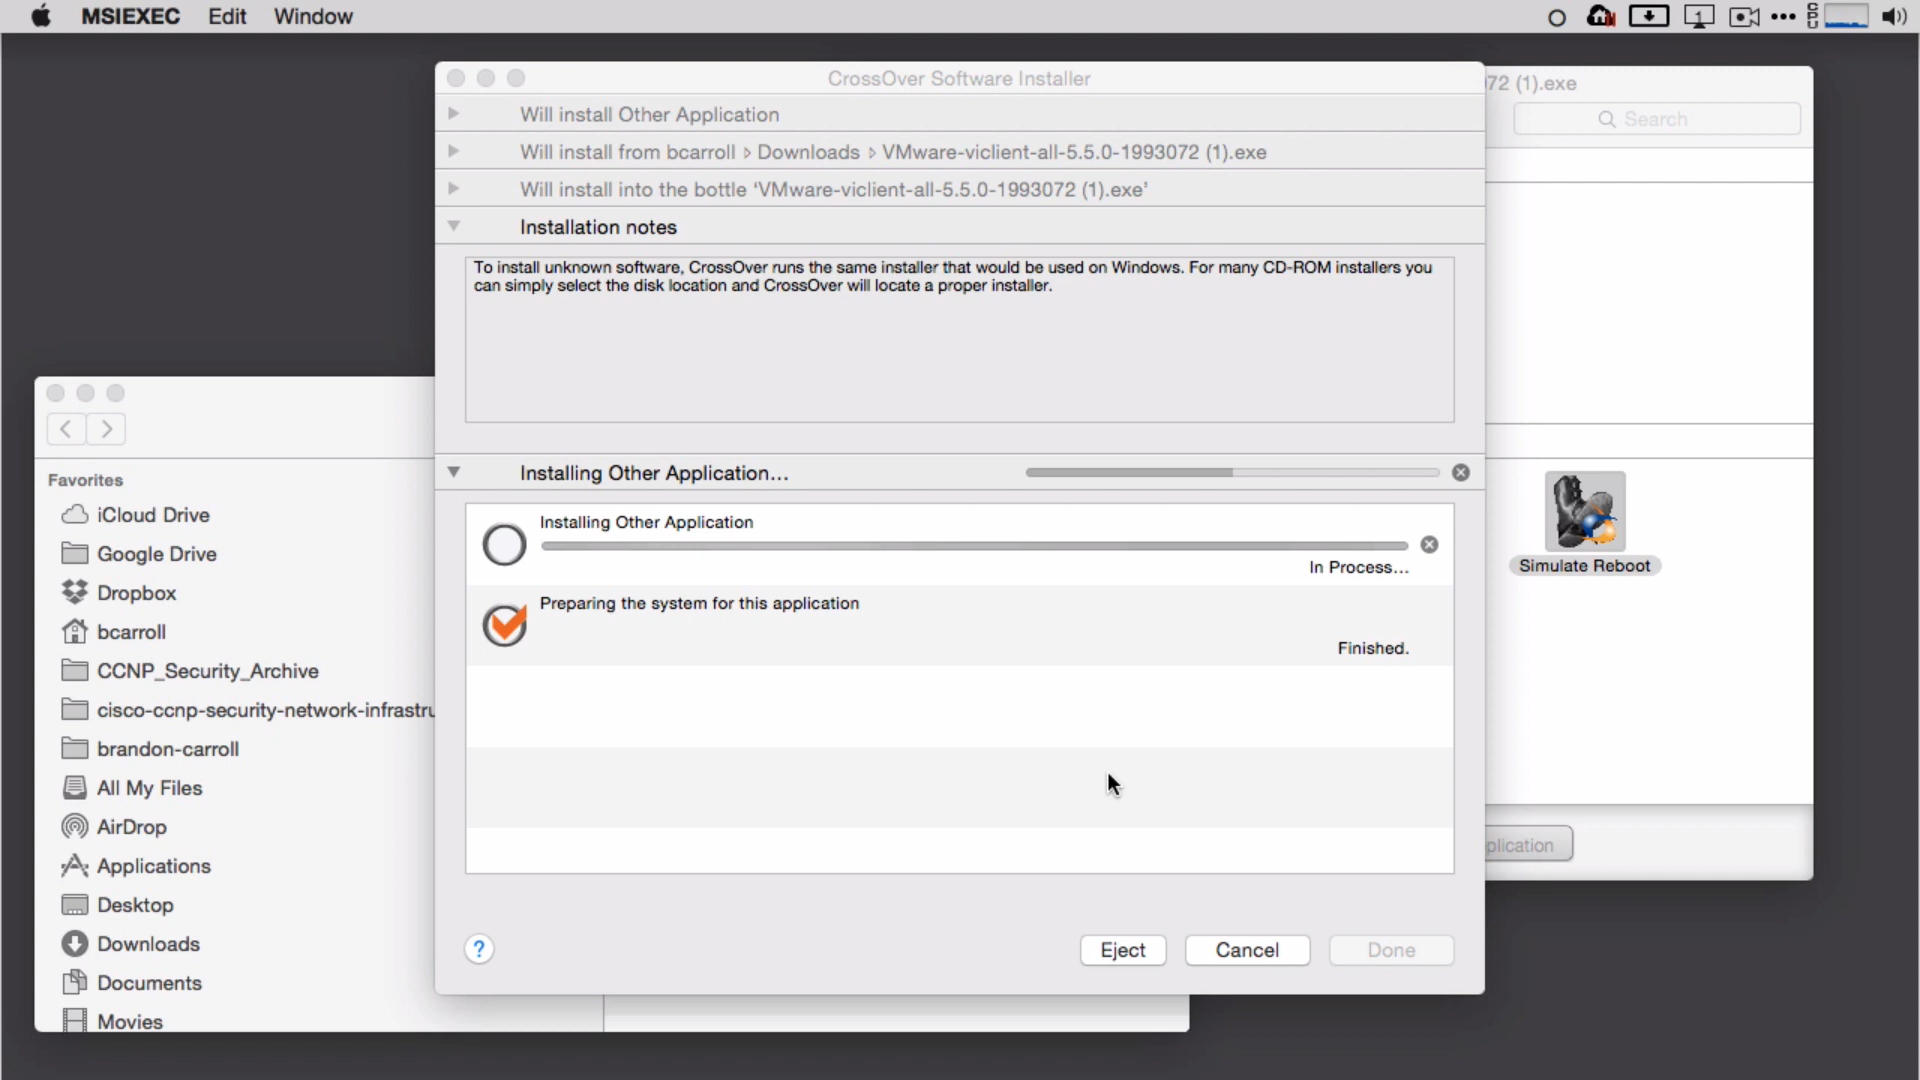 MSIEXEC Edit Window
CPU
CrossOver Software Installer
72 (1).exe
Search
Will install Other Application
Will install from bcarroll ▹ Downloads ▹ VMware-viclient-all-5.5.0-1993072 (1).exe
Will install into the bottle ‘VMware-viclient-all-5.5.0-1993072 (1).exe’
Installation notes
To install unknown software, CrossOver runs the same installer that would be used on Windows. For many CD-ROM installers you
can simply select the disk location and CrossOver will locate a proper installer.
Installing Other Application...
Installing Other Application
In Process...
Preparing the system for this application
Finished.
Simulate Reboot
plication
? Eject Cancel Done
Favorites
iCloud Drive
Google Drive
Dropbox
bcarroll
CCNP_Security_Archive
cisco-ccnp-security-network-infrastru
brandon-carroll
All My Files
AirDrop
Applications
Desktop
Downloads
Documents
Movies